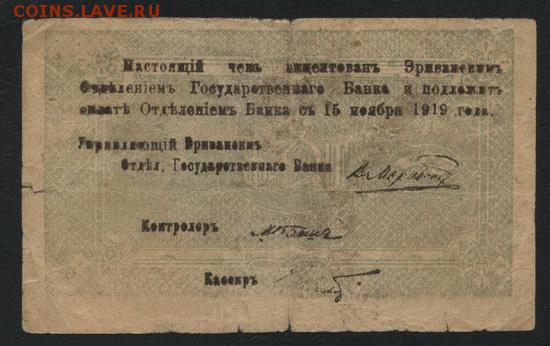 COINS.LAVE.RU
Настоящій чекъ акцептован Эриванскимъ
Отдѣленіемъ Государственнаго Банка и подлежитъ
оплатѣ Отдѣленіемъ Банка съ 15 ноября 1919 года.
Управляющій Эриванскимъ
Отдѣл. Государственнаго Банка
Контролеръ
Кассиръ